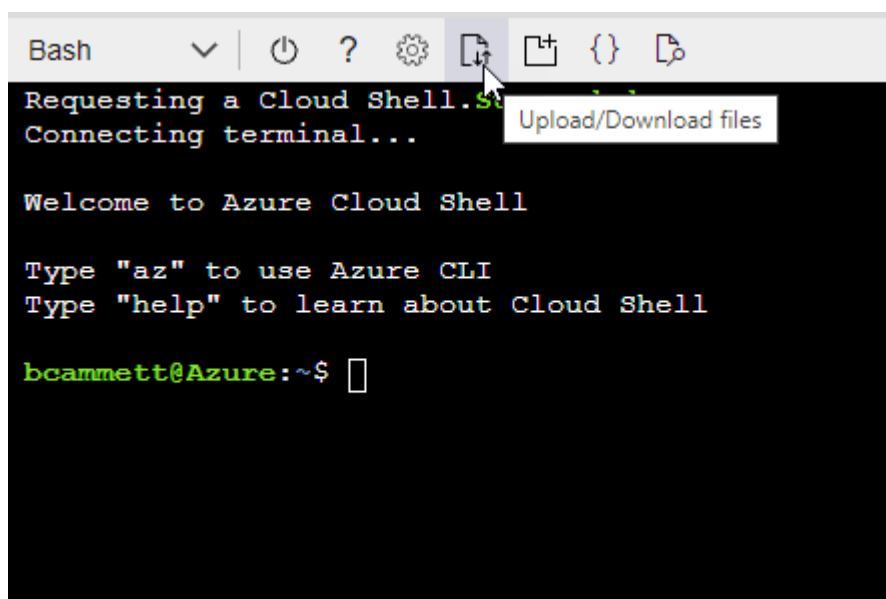 Bash
?
{}
Requesting a Cloud Shell.
Upload/Download files
Connecting terminal...
Welcome to Azure Cloud Shell
Type "az" to use Azure CLI
Type "help" to learn about Cloud Shell
bcammett@Azure:~$